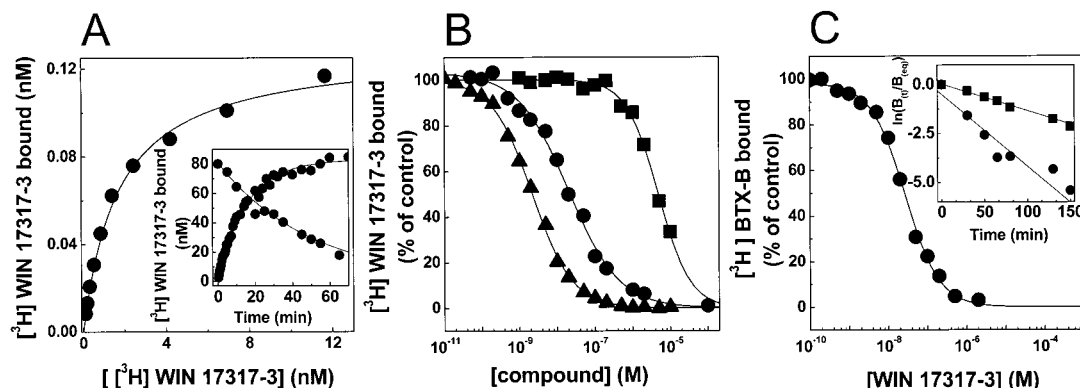 A
[³H] WIN 17317-3 bound (nM)
0.12
0.08
0.04
0.00
0
4
8
12
[ [³H] WIN 17317-3] (nM)
[³H] WIN 17317-3 bound
(nM)
80
60
40
20
0
0
20
40
60
Time (min)
B
[³H] WIN 17317-3 bound
(% of control)
100
80
60
40
20
0
10⁻¹¹
10⁻⁹
10⁻⁷
10⁻⁵
[compound] (M)
C
[³H ] BTX-B bound
(% of control)
100
80
60
40
20
0
10⁻¹⁰
10⁻⁸
10⁻⁶
10⁻⁴
[WIN 17317-3] (M)
ln(B(t)/B(eq))
0.0
-2.5
-5.0
0
50
100
150
Time (min)